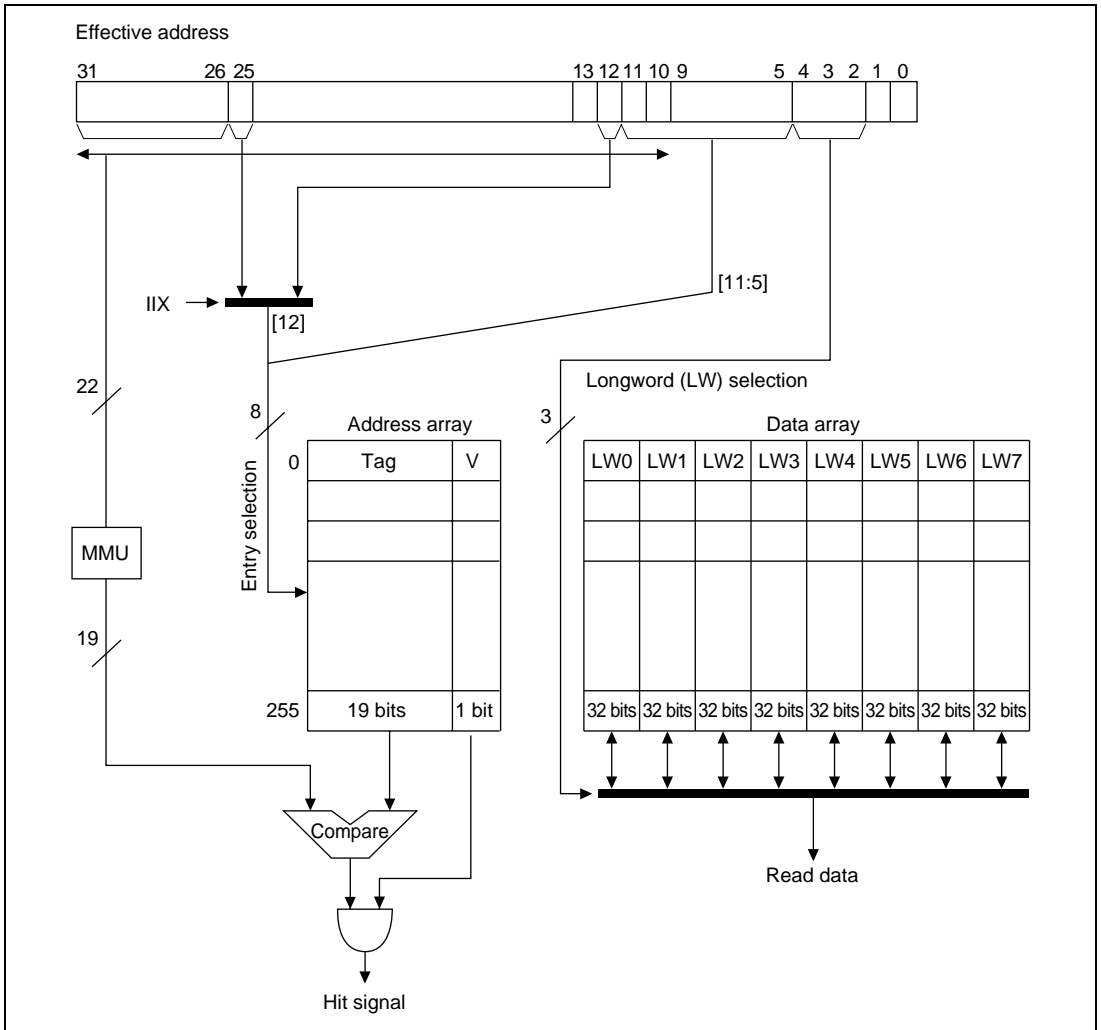 Effective address
31 26 25 13 12 11 10 9 5 4 3 2 1 0
[11:5]
IIX
[12]
22
Longword (LW) selection
8
3
Address array
Data array
Entry selection
0 Tag V
LW0 LW1 LW2 LW3 LW4 LW5 LW6 LW7
MMU
19
255 19 bits 1 bit
32 bits 32 bits 32 bits 32 bits 32 bits 32 bits 32 bits 32 bits
Compare
Read data
Hit signal